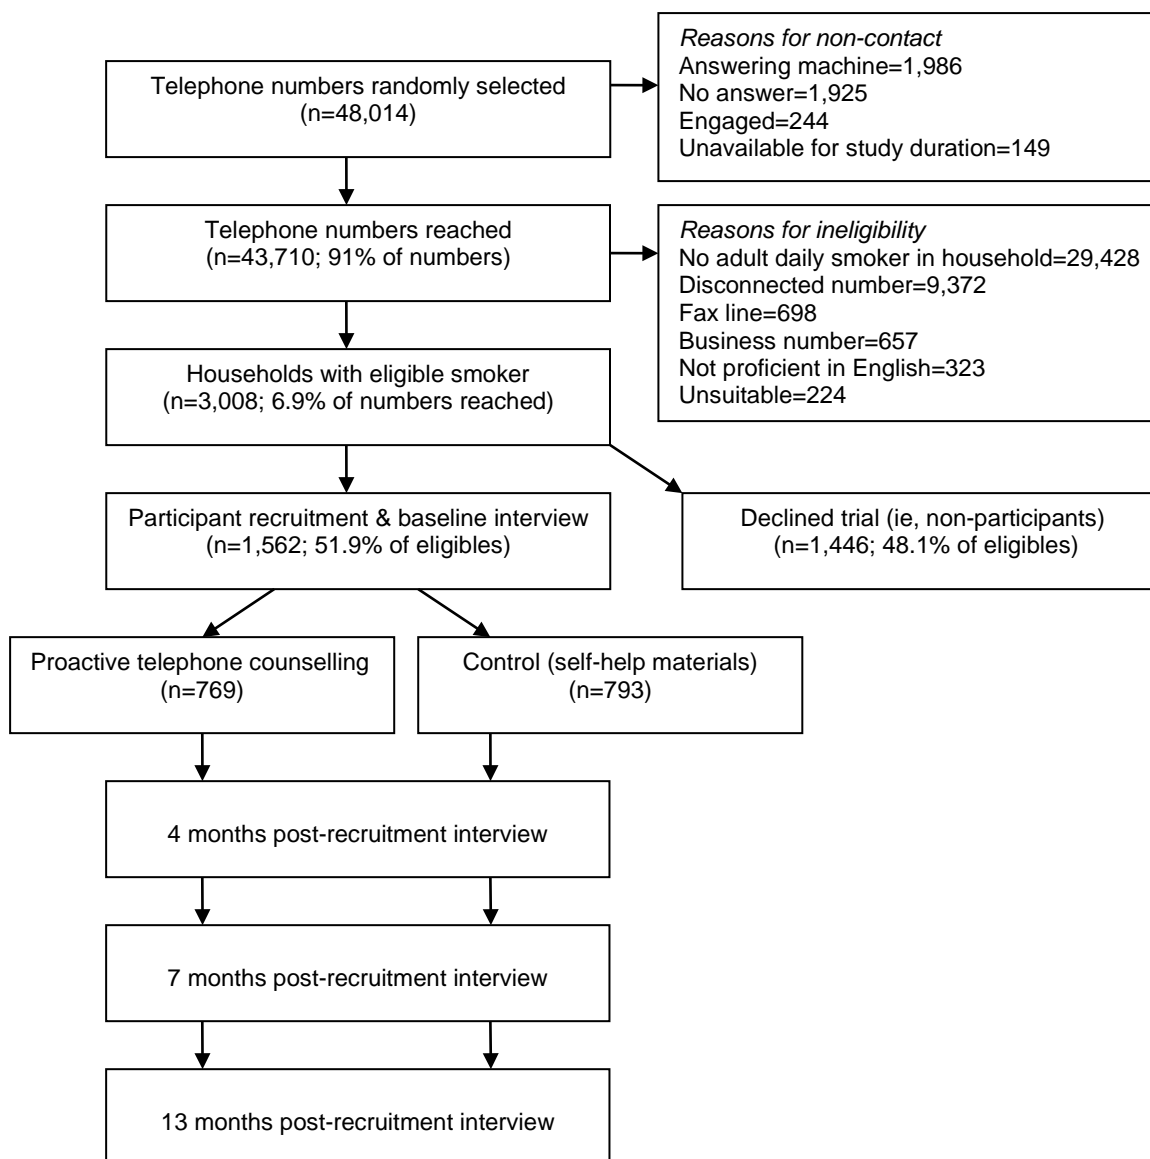 Telephone numbers randomly selected
(n=48,014)
Reasons for non-contact
Answering machine=1,986
No answer=1,925
Engaged=244
Unavailable for study duration=149
Telephone numbers reached
(n=43,710; 91% of numbers)
Reasons for ineligibility
No adult daily smoker in household=29,428
Disconnected number=9,372
Fax line=698
Business number=657
Not proficient in English=323
Unsuitable=224
Households with eligible smoker
(n=3,008; 6.9% of numbers reached)
Participant recruitment & baseline interview
(n=1,562; 51.9% of eligibles)
Declined trial (ie, non-participants)
(n=1,446; 48.1% of eligibles)
Proactive telephone counselling
(n=769)
Control (self-help materials)
(n=793)
4 months post-recruitment interview
7 months post-recruitment interview
13 months post-recruitment interview